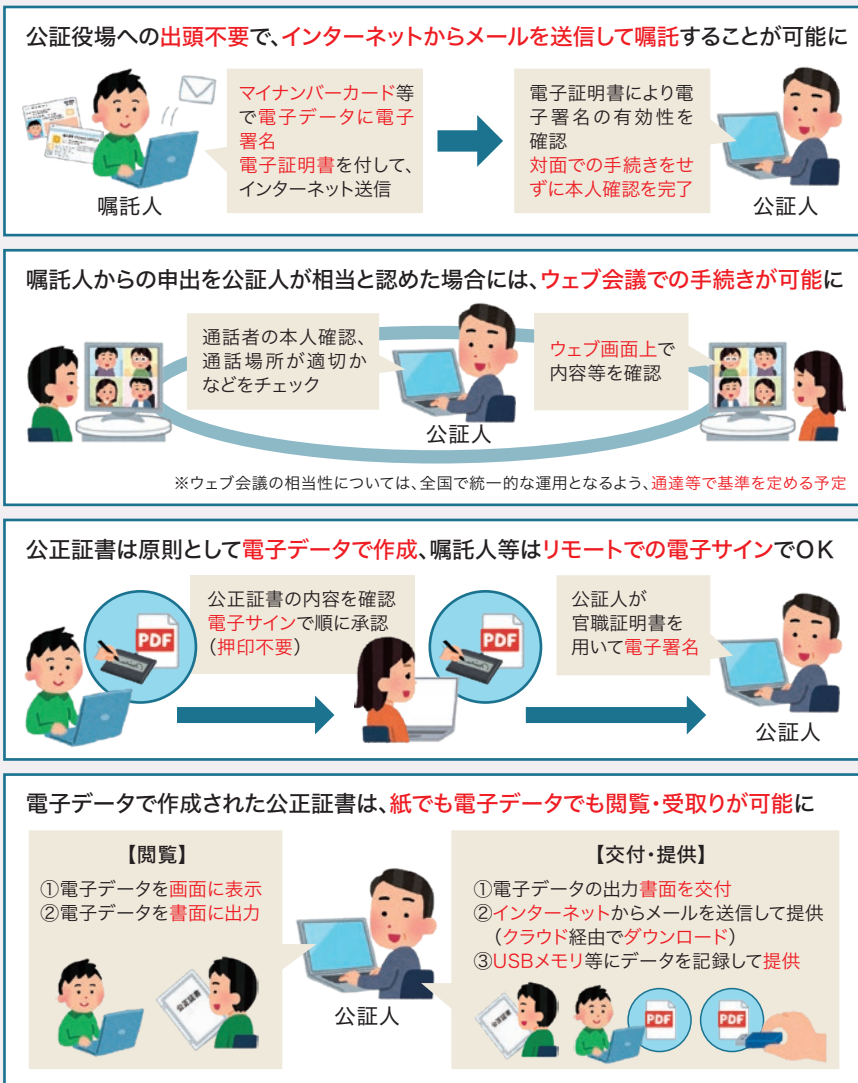 公証役場への出頭不要で、インターネットからメールを送信して嘱託することが可能に
マイナンバーカード等
で電子データに電子
署名
電子証明書を付して、
インターネット送信
嘱託人
電子証明書により電
子署名の有効性を
確認
対面での手続きをせ
ずに本人確認を完了
公証人
嘱託人からの申出を公証人が相当と認めた場合には、ウェブ会議での手続きが可能に
通話者の本人確認、
通話場所が適切か
などをチェック
公証人
ウェブ画面上で
内容等を確認
※ウェブ会議の相当性については、全国で統一的な運用となるよう、通達等で基準を定める予定
公正証書は原則として電子データで作成、嘱託人等はリモートでの電子サインでOK
PDF
公正証書の内容を確認
電子サインで順に承認
（押印不要）
PDF
公証人が
官職証明書を
用いて電子署名
公証人
電子データで作成された公正証書は、紙でも電子データでも閲覧・受取りが可能に
【閲覧】
①電子データを画面に表示
②電子データを書面に出力
公正証書
公証人
【交付・提供】
①電子データの出力書面を交付
②インターネットからメールを送信して提供
（クラウド経由でダウンロード）
③USBメモリ等にデータを記録して提供
公正証書
PDF
PDF